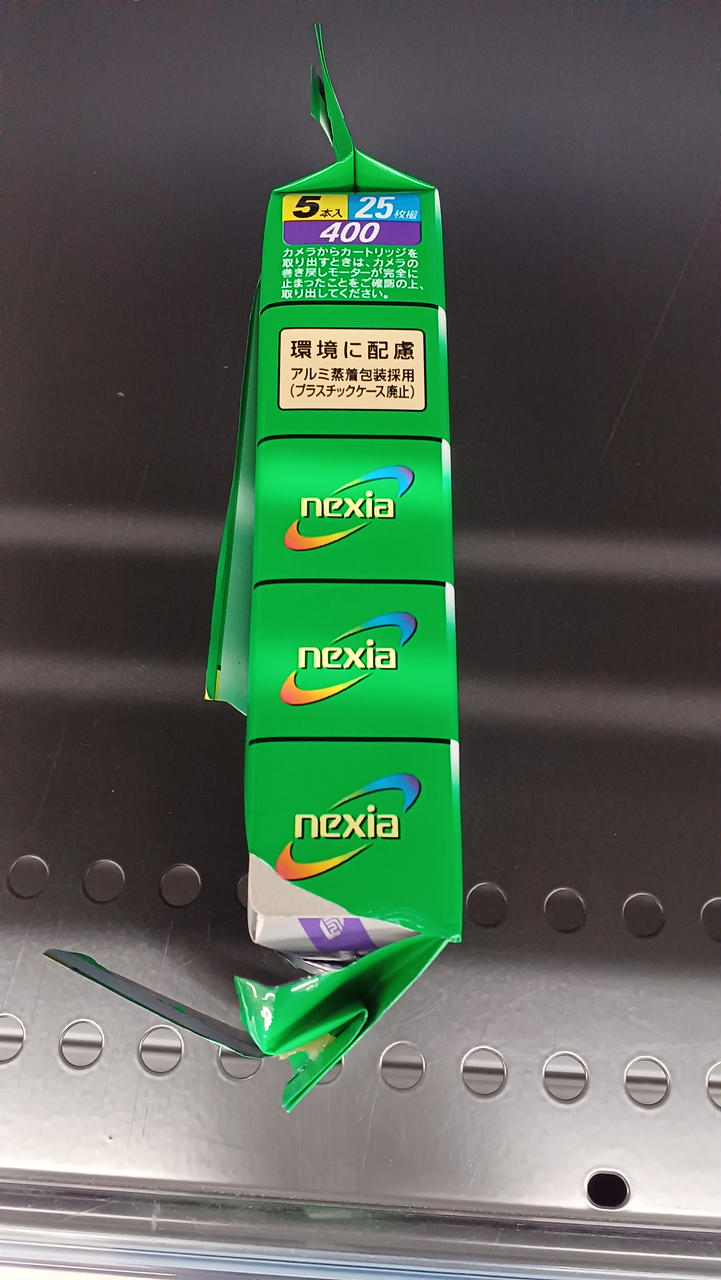 5本入 25枚撮
400
カメラからカートリッジを
取り出すときは、カメラの
巻き戻しモーターが完全に
止まったことをご確認の上、
取り出してください。
環境に配慮
アルミ蒸着包装採用
(プラスチックケース廃止)
nexia
nexia
nexia